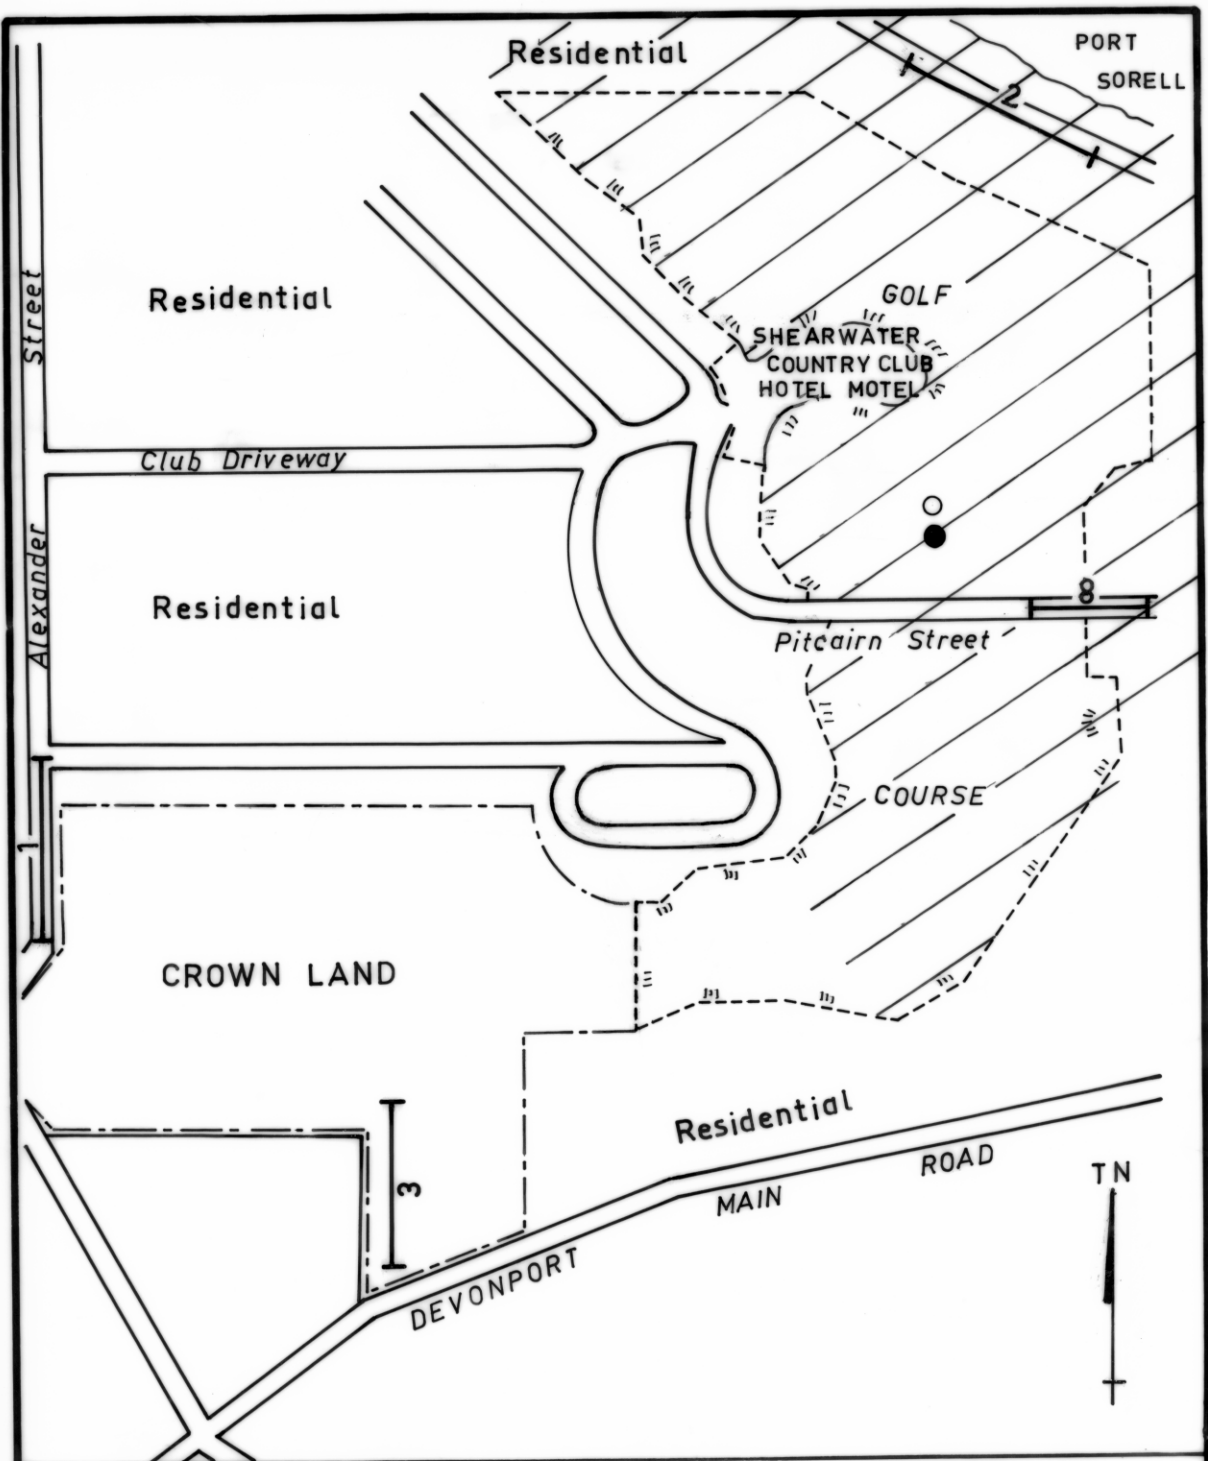 Residential
PORT
SORELL
2
Street
Residential
GOLF
SHEARWATER
COUNTRY CLUB
HOTEL MOTEL
Club Driveway
Alexander
Residential
8
Pitcairn Street
COURSE
1
CROWN LAND
Residential
3
DEVONPORT MAIN ROAD
TN